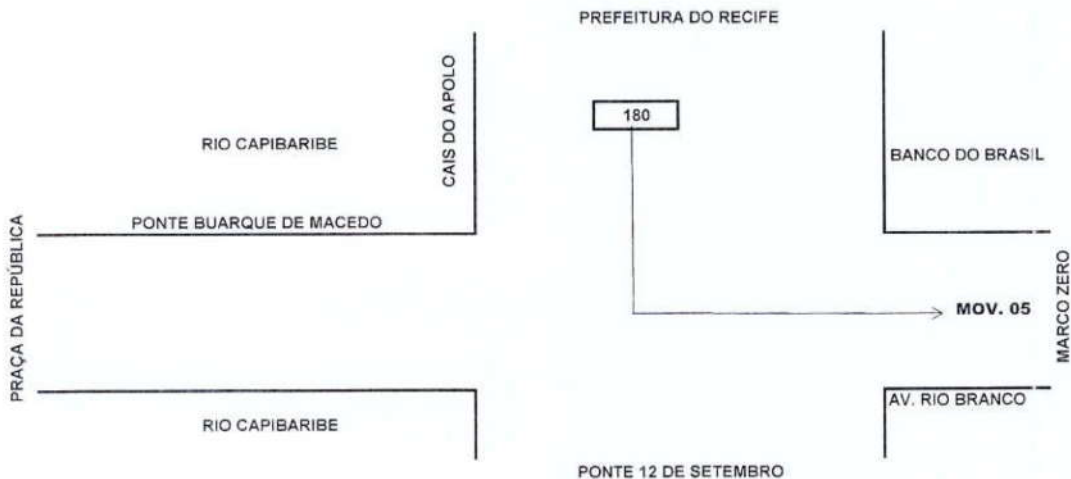 PREFEITURA DO RECIFE
CAIS DO APOLO
180
RIO CAPIBARIBE
BANCO DO BRASIL
PONTE BUARQUE DE MACEDO
PRAÇA DA REPÚBLICA
MOV. 05
MARCO ZERO
AV. RIO BRANCO
RIO CAPIBARIBE
PONTE 12 DE SETEMBRO